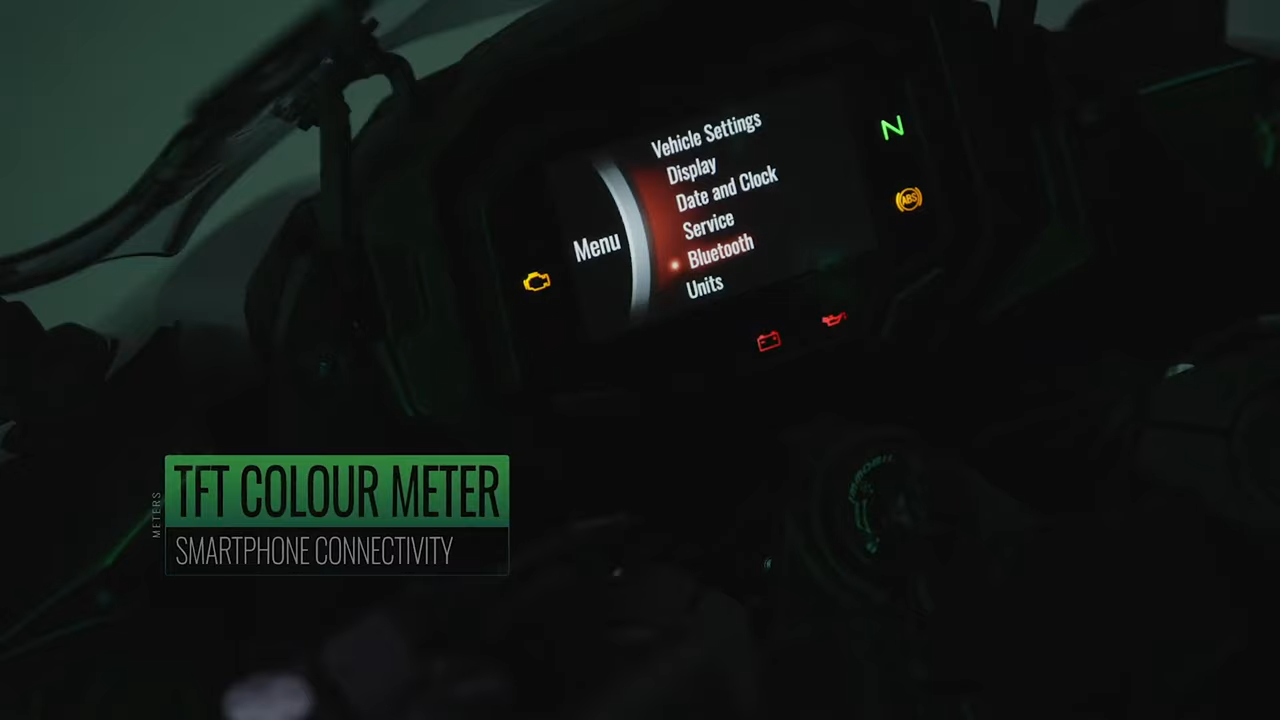 Vehicle Settings
Display
Date and Clock
Service
Menu
Bluetooth
Units
N
ABS
METERS
TFT COLOUR METER
SMARTPHONE CONNECTIVITY